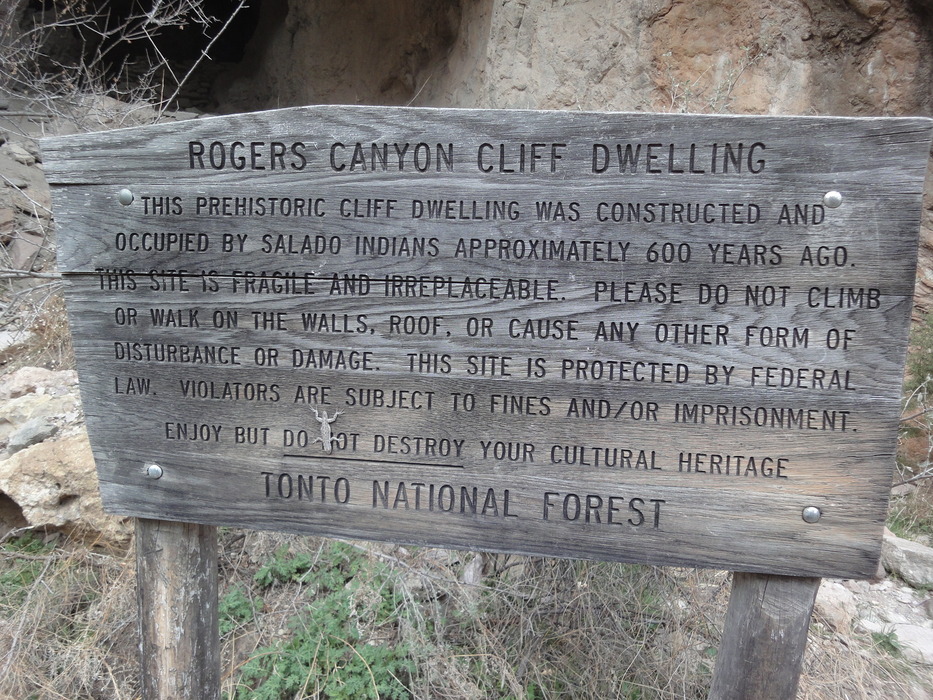 ROGERS CANYON CLIFF DWELLING
THIS PREHISTORIC CLIFF DWELLING WAS CONSTRUCTED AND
OCCUPIED BY SALADO INDIANS APPROXIMATELY 600 YEARS AGO.
THIS SITE IS FRAGILE AND IRREPLACEABLE. PLEASE DO NOT CLIMB
OR WALK ON THE WALLS, ROOF, OR CAUSE ANY OTHER FORM OF
DISTURBANCE OR DAMAGE. THIS SITE IS PROTECTED BY FEDERAL
LAW. VIOLATORS ARE SUBJECT TO FINES AND/OR IMPRISONMENT.
ENJOY BUT DO NOT DESTROY YOUR CULTURAL HERITAGE
TONTO NATIONAL FOREST